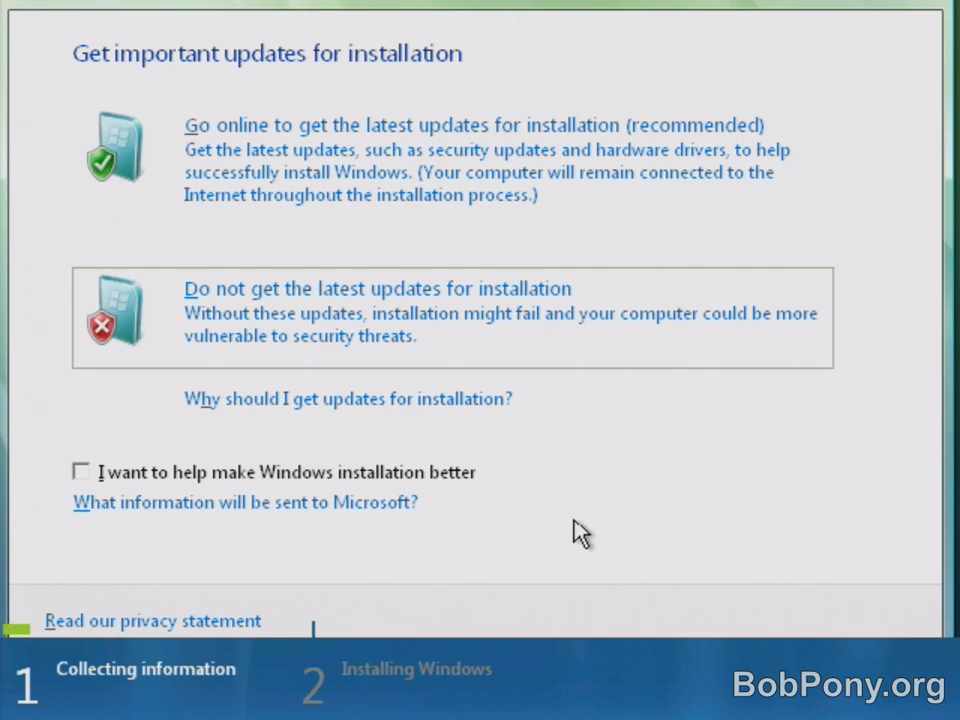 Get important updates for installation
Go online to get the latest updates for installation (recommended)
Get the latest updates, such as security updates and hardware drivers, to help
successfully install Windows. (Your computer will remain connected to the
Internet throughout the installation process.)
Do not get the latest updates for installation
Without these updates, installation might fail and your computer could be more
vulnerable to security threats.
Why should I get updates for installation?
I want to help make Windows installation better
What information will be sent to Microsoft?
Read our privacy statement
1 Collecting information 2 Installing Windows
BobPony.org